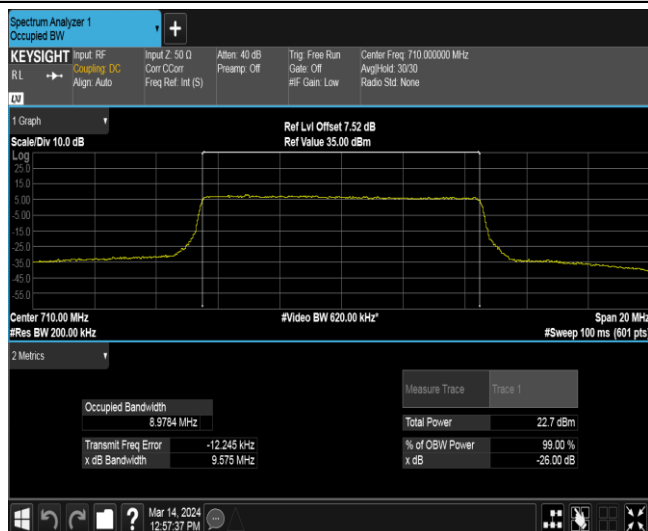 Spectrum Analyzer 1
Occupied BW
+
KEYSIGHT Input: RF Input Z: 50 Ω Atten: 40 dB Trig: Free Run Center Freq: 710.000000 MHz
RL Coupling: DC Corr CCorr Preamp: Off Gate: Off Avg|Hold: 30/30
Align: Auto Freq Ref: Int (S) #IF Gain: Low Radio Std: None
LXI
1 Graph
Ref Lvl Offset 7.52 dB
Scale/Div 10.0 dB Ref Value 35.00 dBm
Log
25.0
15.0
5.00
-5.00
-15.0
-25.0
-35.0
-45.0
-55.0
Center 710.00 MHz #Video BW 620.00 kHz* Span 20 MHz
#Res BW 200.00 kHz #Sweep 100 ms (601 pts)
2 Metrics
Measure Trace Trace 1
Occupied Bandwidth
8.9784 MHz Total Power 22.7 dBm
Transmit Freq Error -12.245 kHz % of OBW Power 99.00 %
x dB Bandwidth 9.575 MHz x dB -26.00 dB
? Mar 14, 2024
12:57:37 PM